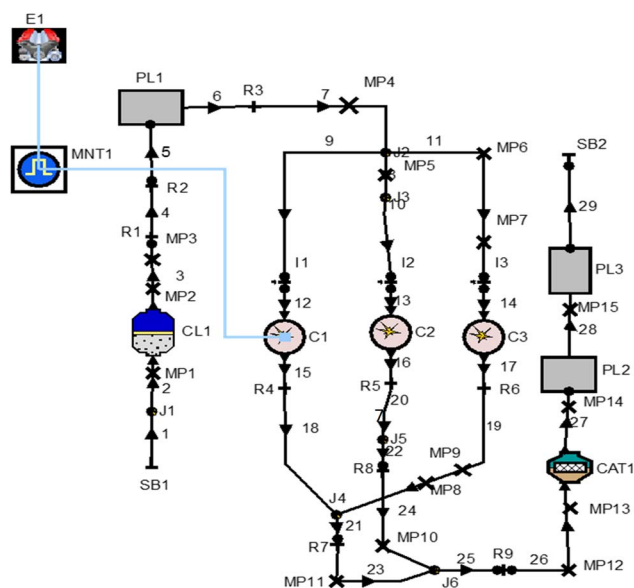 E1
PL1
6
R3
7
MP4
MNT1
5
9
J2
11
MP6
SB2
MP5
8
R2
J3
10
4
29
R1
MP3
MP7
3
I1
I2
I3
PL3
MP2
12
13
14
MP15
CL1
C1
C2
C3
28
MP1
15
16
17
PL2
2
R4
R5
R6
20
MP14
J1
7
27
18
19
1
J5
22
MP9
CAT1
R8
SB1
MP8
J4
MP13
21
24
MP10
R7
25
R9
26
MP12
23
MP11
J6